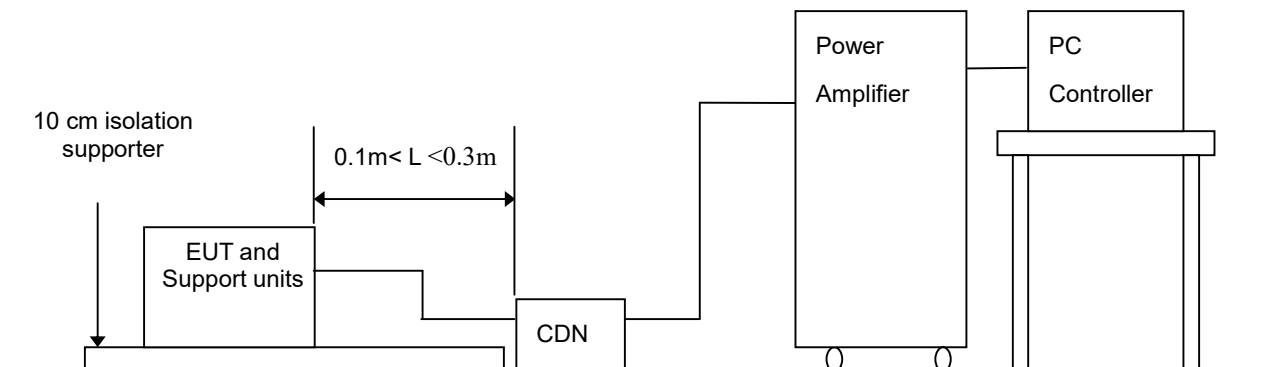 Power
Amplifier
PC
Controller
10 cm isolation
supporter
0.1m< L <0.3m
EUT and
Support units
CDN